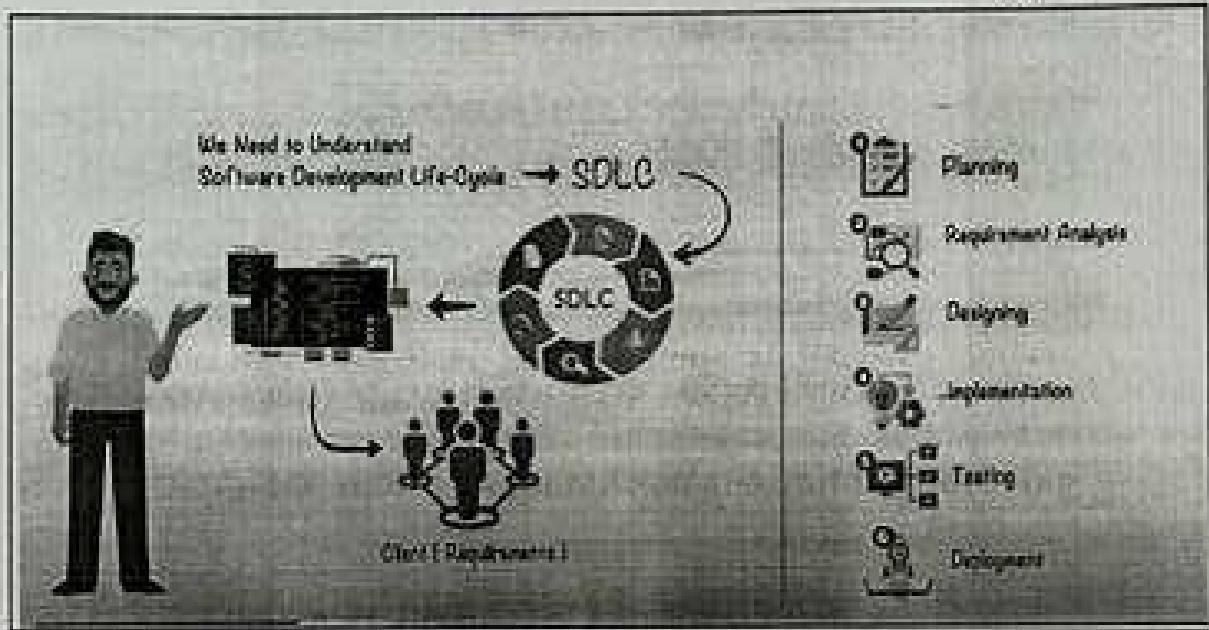 We Need to Understand
Software Development Life-Cycle → SDLC
SDLC
Client [ Requirements ]
Planning
Requirement Analysis
Designing
Implementation
Testing
Deployment